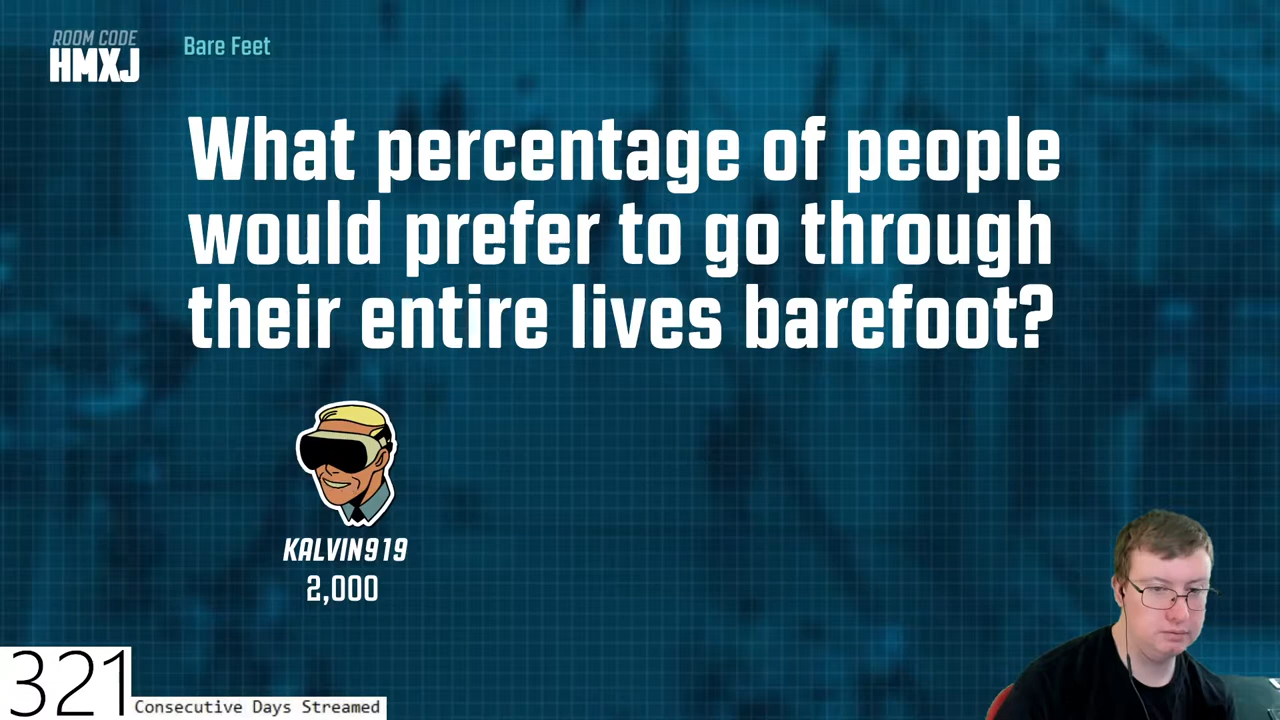 ROOM CODE
HMXJ
Bare Feet
What percentage of people
would prefer to go through
their entire lives barefoot?
KALVIN919
2,000
321
Consecutive Days Streamed